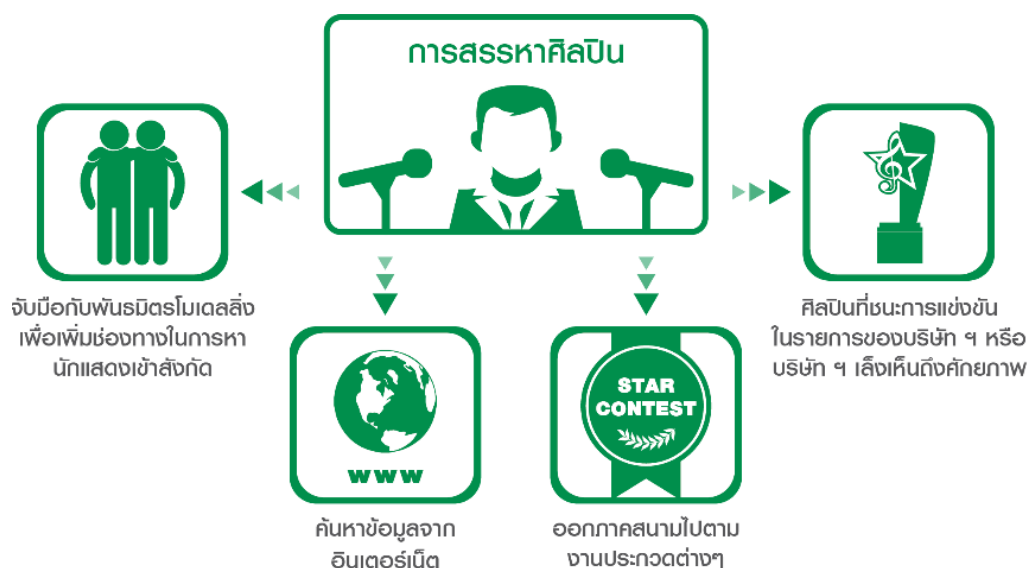 การสรรหาศิลปิน
จับมือกับพันธมิตรโมเดลลิ่ง
เพื่อเพิ่มช่องทางในการหา
นักแสดงเข้าสังกัด
WWW
ค้นหาข้อมูลจาก
อินเตอร์เน็ต
STAR
CONTEST
ออกภาคสนามไปตาม
งานประกวดต่างๆ
ศิลปินที่ชนะการแข่งขัน
ในรายการของบริษัท ฯ หรือ
บริษัท ฯ เล็งเห็นถึงศักยภาพ